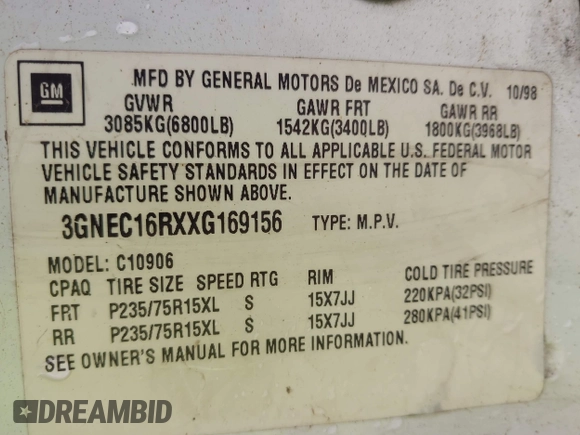 GM
MFD BY GENERAL MOTORS De MEXICO SA. De C.V. 10/98
GVWR GAWR FRT GAWR RR
3085KG(6800LB) 1542KG(3400LB) 1800KG(3968LB)
THIS VEHICLE CONFORMS TO ALL APPLICABLE U.S. FEDERAL MOTOR
VEHICLE SAFETY STANDARDS IN EFFECT ON THE DATE OF
MANUFACTURE SHOWN ABOVE.
3GNEC16RXXG169156 TYPE: M.P.V.
MODEL: C10906
CPAQ TIRE SIZE SPEED RTG RIM COLD TIRE PRESSURE
FRT P235/75R15XL S 15X7JJ 220KPA(32PSI)
RR P235/75R15XL S 15X7JJ 280KPA(41PSI)
SEE OWNER'S MANUAL FOR MORE INFORMATION.
DREAMBID